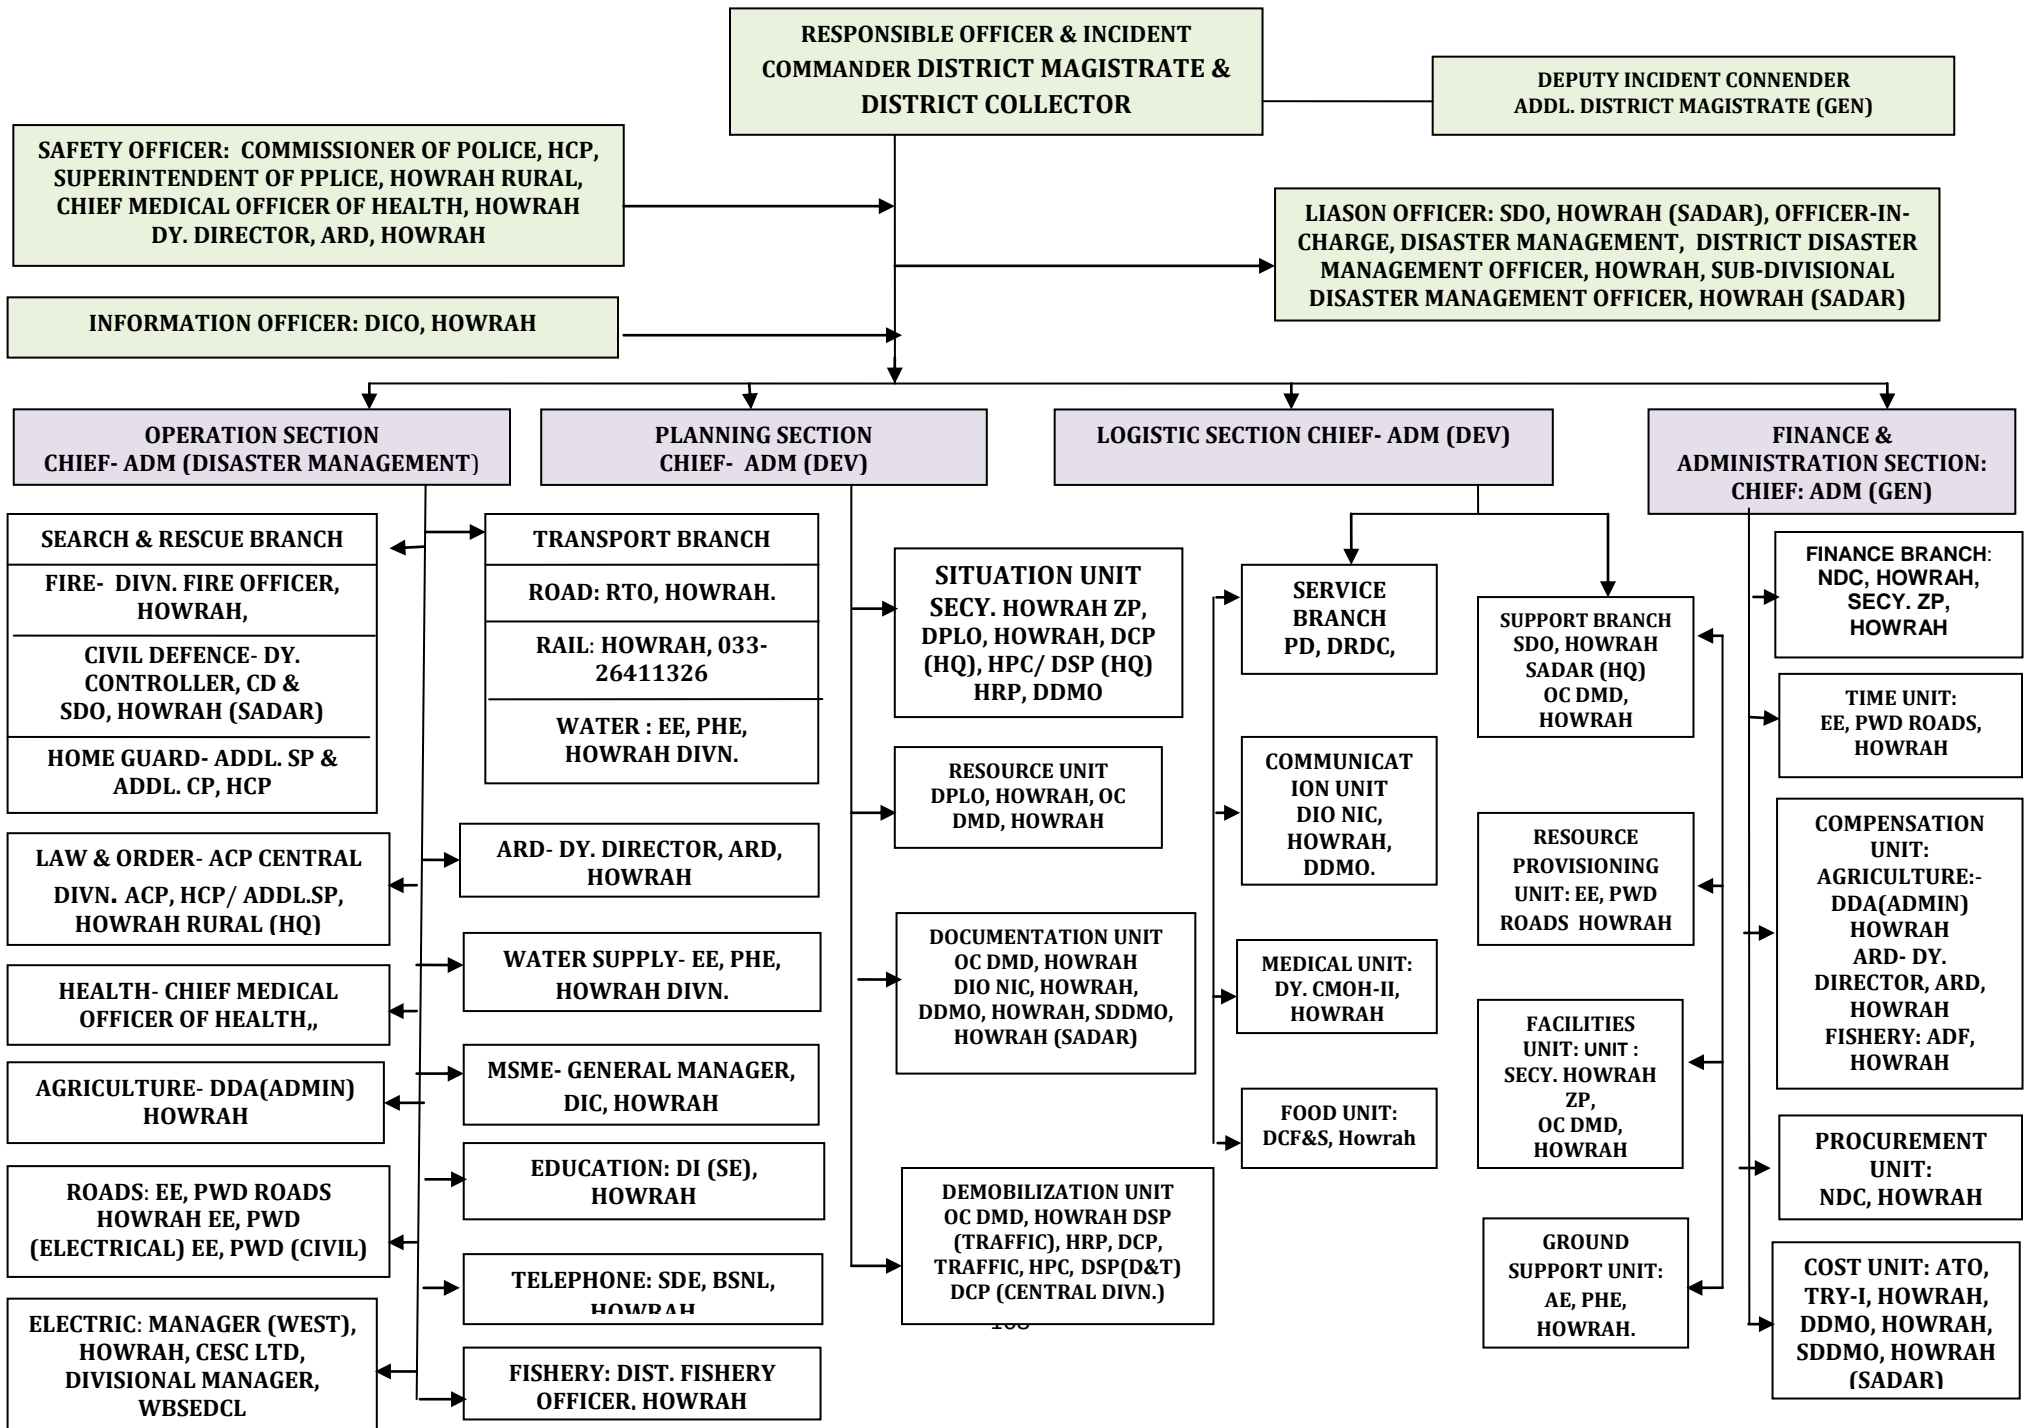 RESPONSIBLE OFFICER & INCIDENT
COMMANDER DISTRICT MAGISTRATE &
DISTRICT COLLECTOR
DEPUTY INCIDENT CONNENDER
ADDL. DISTRICT MAGISTRATE (GEN)
SAFETY OFFICER: COMMISSIONER OF POLICE, HCP,
SUPERINTENDENT OF PPLICE, HOWRAH RURAL,
CHIEF MEDICAL OFFICER OF HEALTH, HOWRAH
DY. DIRECTOR, ARD, HOWRAH
LIASON OFFICER: SDO, HOWRAH (SADAR), OFFICER-IN-
CHARGE, DISASTER MANAGEMENT, DISTRICT DISASTER
MANAGEMENT OFFICER, HOWRAH, SUB-DIVISIONAL
DISASTER MANAGEMENT OFFICER, HOWRAH (SADAR)
INFORMATION OFFICER: DICO, HOWRAH
OPERATION SECTION
CHIEF- ADM (DISASTER MANAGEMENT)
PLANNING SECTION
CHIEF- ADM (DEV)
LOGISTIC SECTION CHIEF- ADM (DEV)
FINANCE &
ADMINISTRATION SECTION:
CHIEF: ADM (GEN)
SEARCH & RESCUE BRANCH
FIRE- DIVN. FIRE OFFICER,
HOWRAH,
CIVIL DEFENCE- DY.
CONTROLLER, CD &
SDO, HOWRAH (SADAR)
HOME GUARD- ADDL. SP &
ADDL. CP, HCP
LAW & ORDER- ACP CENTRAL
DIVN. ACP, HCP/ ADDL.SP,
HOWRAH RURAL (HQ)
HEALTH- CHIEF MEDICAL
OFFICER OF HEALTH,,
AGRICULTURE- DDA(ADMIN)
HOWRAH
ROADS: EE, PWD ROADS
HOWRAH EE, PWD
(ELECTRICAL) EE, PWD (CIVIL)
ELECTRIC: MANAGER (WEST),
HOWRAH, CESC LTD,
DIVISIONAL MANAGER,
WBSEDCL
TRANSPORT BRANCH
ROAD: RTO, HOWRAH.
RAIL: HOWRAH, 033-
26411326
WATER : EE, PHE,
HOWRAH DIVN.
ARD- DY. DIRECTOR, ARD,
HOWRAH
WATER SUPPLY- EE, PHE,
HOWRAH DIVN.
MSME- GENERAL MANAGER,
DIC, HOWRAH
EDUCATION: DI (SE),
HOWRAH
TELEPHONE: SDE, BSNL,
HOWRAH
FISHERY: DIST. FISHERY
OFFICER, HOWRAH
SITUATION UNIT
SECY. HOWRAH ZP,
DPLO, HOWRAH, DCP
(HQ), HPC/ DSP (HQ)
HRP, DDMO
RESOURCE UNIT
DPLO, HOWRAH, OC
DMD, HOWRAH
DOCUMENTATION UNIT
OC DMD, HOWRAH
DIO NIC, HOWRAH,
DDMO, HOWRAH, SDDMO,
HOWRAH (SADAR)
DEMOBILIZATION UNIT
OC DMD, HOWRAH DSP
(TRAFFIC), HRP, DCP,
TRAFFIC, HPC, DSP(D&T)
DCP (CENTRAL DIVN.)
SERVICE
BRANCH
PD, DRDC,
COMMUNICAT
ION UNIT
DIO NIC,
HOWRAH,
DDMO.
MEDICAL UNIT:
DY. CMOH-II,
HOWRAH
FOOD UNIT:
DCF&S, Howrah
SUPPORT BRANCH
SDO, HOWRAH
SADAR (HQ)
OC DMD,
HOWRAH
RESOURCE
PROVISIONING
UNIT: EE, PWD
ROADS HOWRAH
FACILITIES
UNIT: UNIT :
SECY. HOWRAH
ZP,
OC DMD,
HOWRAH
GROUND
SUPPORT UNIT:
AE, PHE,
HOWRAH.
FINANCE BRANCH:
NDC, HOWRAH,
SECY. ZP,
HOWRAH
TIME UNIT:
EE, PWD ROADS,
HOWRAH
COMPENSATION
UNIT:
AGRICULTURE:-
DDA(ADMIN)
HOWRAH
ARD- DY.
DIRECTOR, ARD,
HOWRAH
FISHERY: ADF,
HOWRAH
PROCUREMENT
UNIT:
NDC, HOWRAH
COST UNIT: ATO,
TRY-I, HOWRAH,
DDMO, HOWRAH,
SDDMO, HOWRAH
(SADAR)